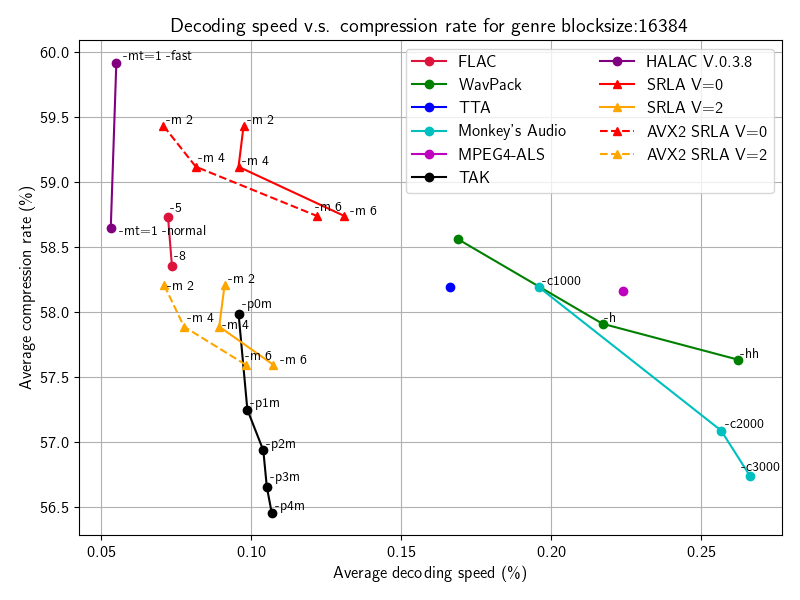 Decoding speed v.s. compression rate for genre blocksize:16384
Average compression rate (%)
60.0
59.5
59.0
58.5
58.0
57.5
57.0
56.5
0.05
0.10
0.15
0.20
0.25
Average decoding speed (%)
FLAC
WavPack
TTA
Monkey's Audio
MPEG4-ALS
TAK
HALAC V.0.3.8
SRLA V=0
SRLA V=2
AVX2 SRLA V=0
AVX2 SRLA V=2
-mt=1 -fast
-mt=1 -normal
-m 2
-m 2
-m 4
-m 4
-m 6
-m 6
-5
-8
-m 2
-m 2
-m 4
-m 4
-m 6
-m 6
-p0m
-p1m
-p2m
-p3m
-p4m
-c1000
-h
-hh
-c2000
-c3000